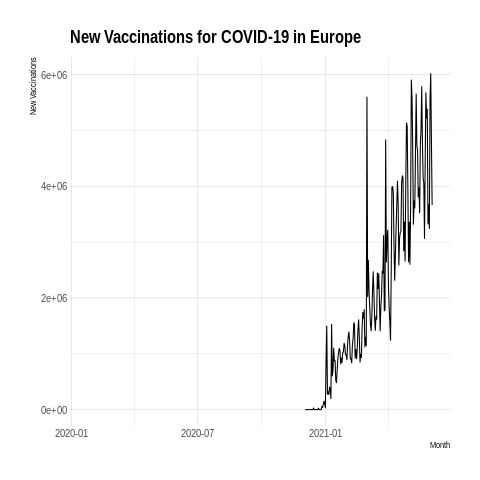 New Vaccinations for COVID-19 in Europe
New Vaccinations
6e+06
4e+06
2e+06
0e+00
2020-01
2020-07
2021-01
Month